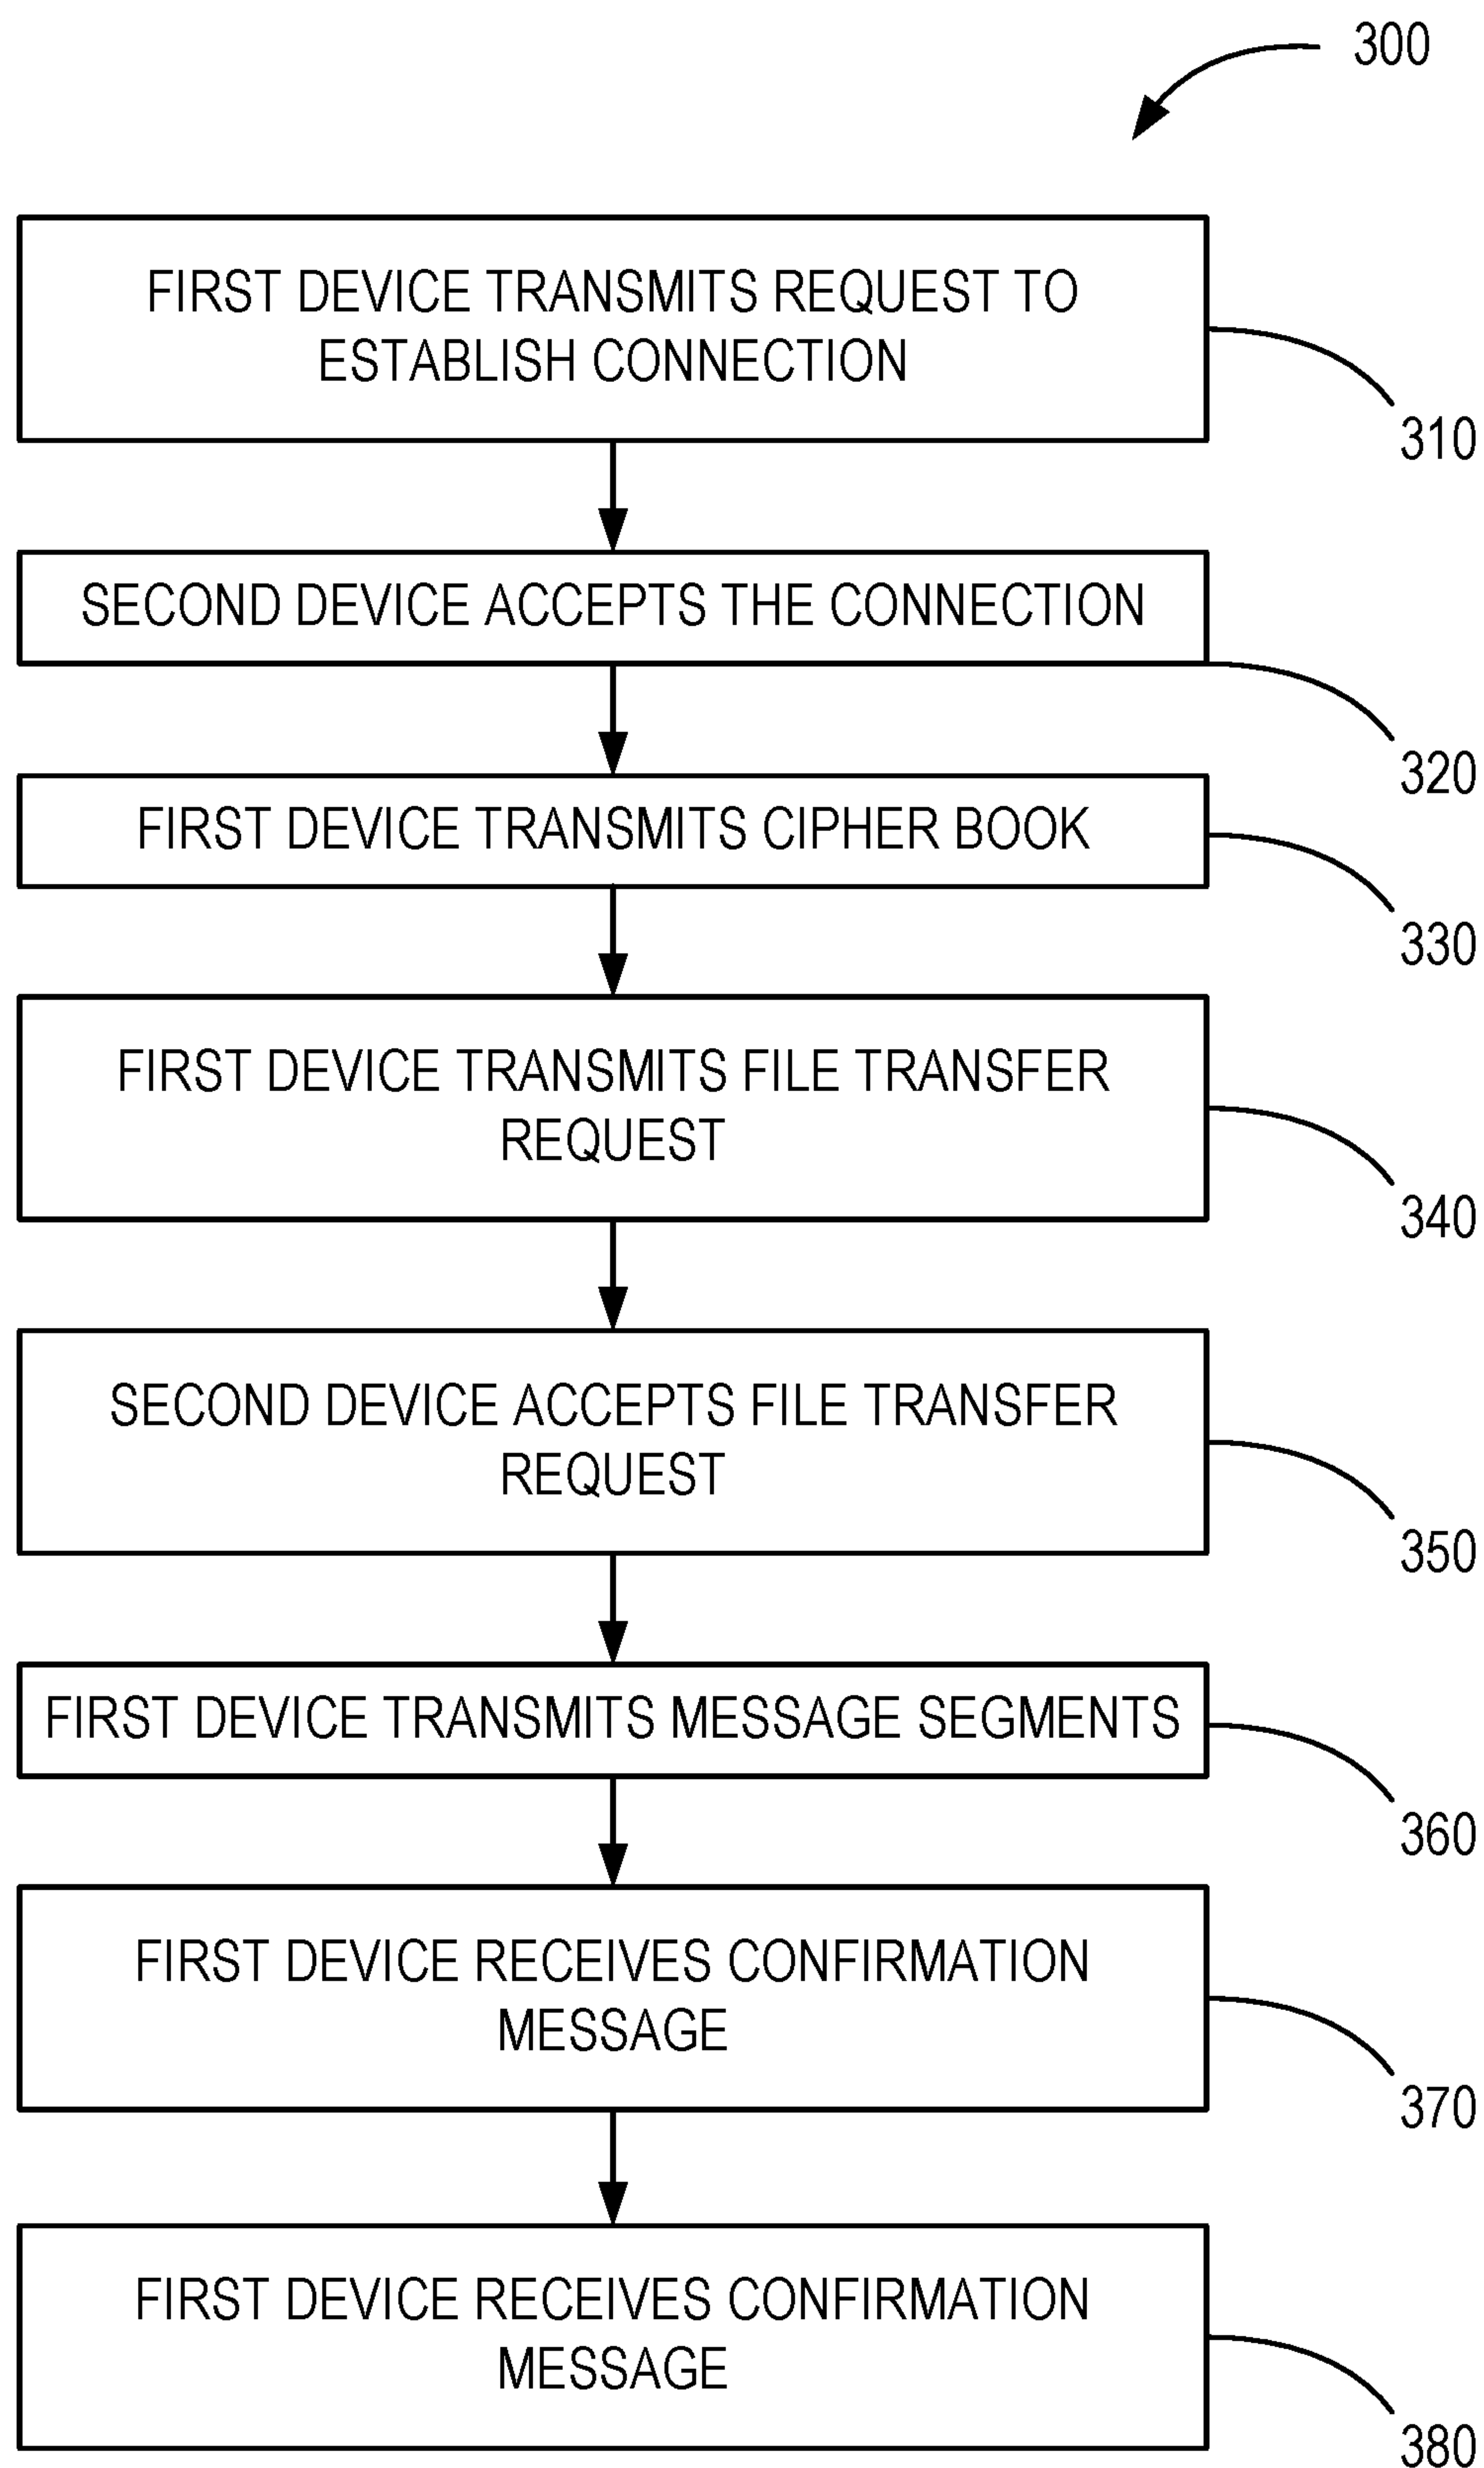 300
FIRST DEVICE TRANSMITS REQUEST TO
ESTABLISH CONNECTION
310
SECOND DEVICE ACCEPTS THE CONNECTION
320
FIRST DEVICE TRANSMITS CIPHER BOOK
330
FIRST DEVICE TRANSMITS FILE TRANSFER
REQUEST
340
SECOND DEVICE ACCEPTS FILE TRANSFER
REQUEST
350
FIRST DEVICE TRANSMITS MESSAGE SEGMENTS
360
FIRST DEVICE RECEIVES CONFIRMATION
MESSAGE
370
FIRST DEVICE RECEIVES CONFIRMATION
MESSAGE
380